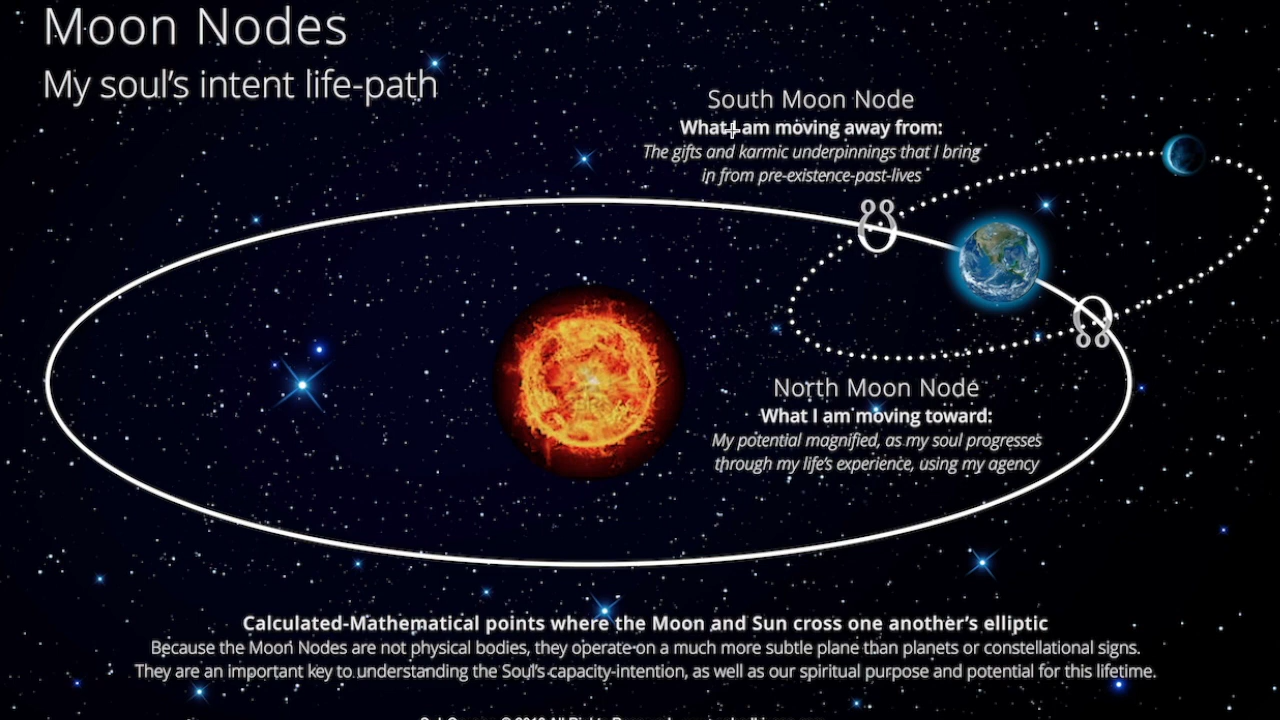 Moon Nodes
My soul's intent life-path
South Moon Node
What I am moving away from:
The gifts and karmic underpinnings that I bring
in from pre-existence-past-lives
North Moon Node
What I am moving toward:
My potential magnified, as my soul progresses
through my life's experience, using my agency
Calculated-Mathematical points where the Moon and Sun cross one another's elliptic
Because the Moon Nodes are not physical bodies, they operate on a much more subtle plane than planets or constellational signs.
They are an important key to understanding the Soul's capacity-intention, as well as our spiritual purpose and potential for this lifetime.